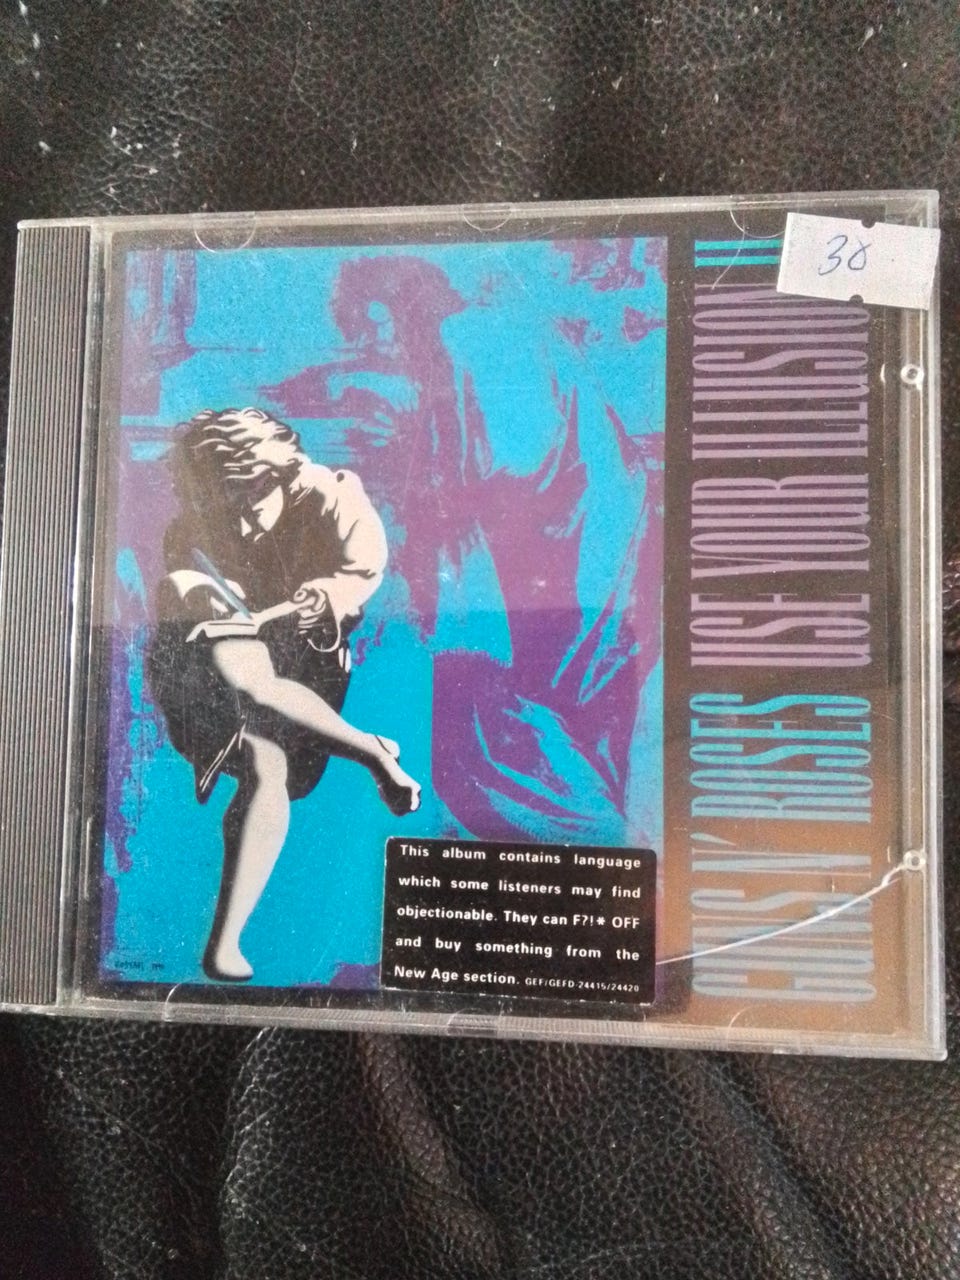 30
GUNS N' ROSES USE YOUR ILLUSION II
This album contains language
which some listeners may find
objectionable. They can F?!* OFF
and buy something from the
New Age section. GEF/GEFD-24415/24420